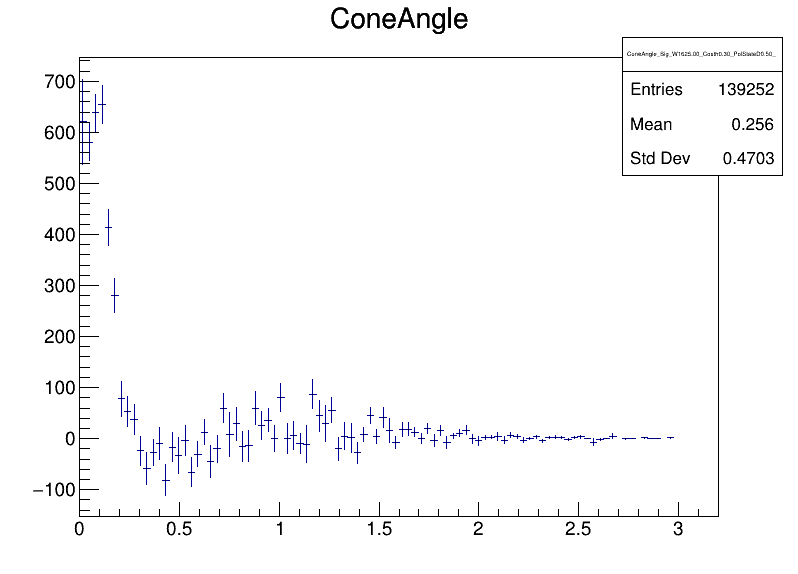 ConeAngle
ConeAngle_Sig_W1625.00_Costh0.30_PolStateD0.50_
Entries 139252
Mean 0.256
Std Dev 0.4703
700
600
500
400
300
200
100
0
−100
0 0.5 1 1.5 2 2.5 3